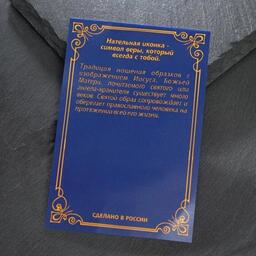 Нательная иконка -
символ веры, который
всегда с тобой.
Традиция ношения образков с
изображением Иисуса, Божьей
Матери, почитаемого святого или
ангела-хранителя существует много
веков. Святой образ сопровождает и
оберегает православного человека на
протяжении всей его жизни.
СДЕЛАНО В РОССИИ